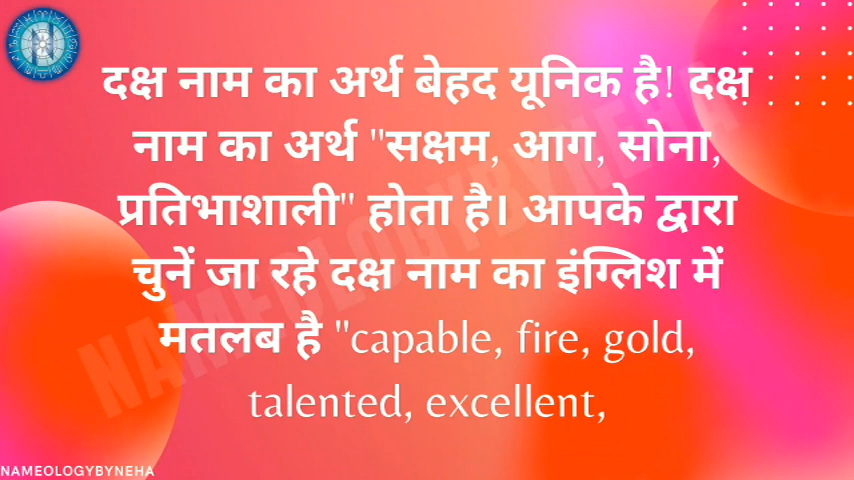 दक्ष नाम का अर्थ बेहद यूनिक है! दक्ष
नाम का अर्थ "सक्षम, आग, सोना,
प्रतिभाशाली" होता है। आपके द्वारा
चुनें जा रहे दक्ष नाम का इंग्लिश में
मतलब है "capable, fire, gold,
talented, excellent,
NAMEOLOGYBYNEHA
NAMEOLOGYBYNEHA